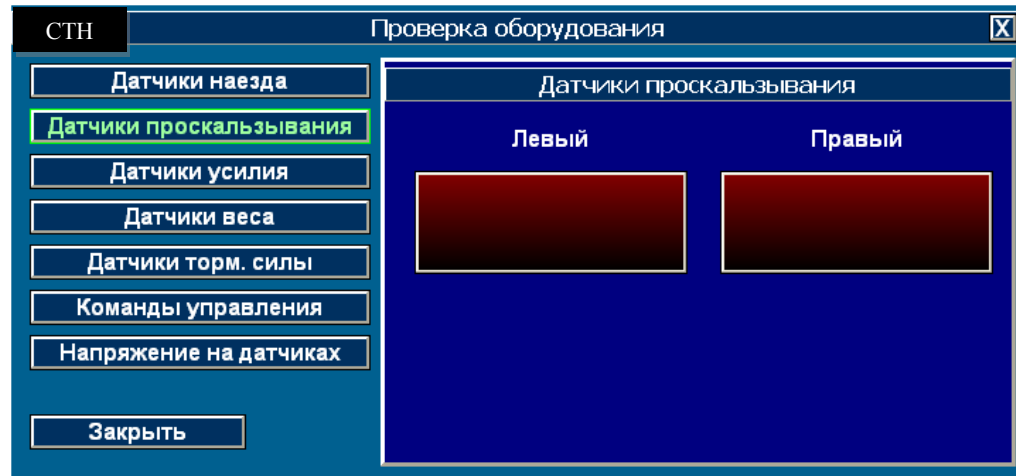 СТН
Проверка оборудования
X
Датчики наезда
Датчики проскальзывания
Датчики усилия
Датчики веса
Датчики торм. силы
Команды управления
Напряжение на датчиках
Закрыть
Датчики проскальзывания
Левый
Правый